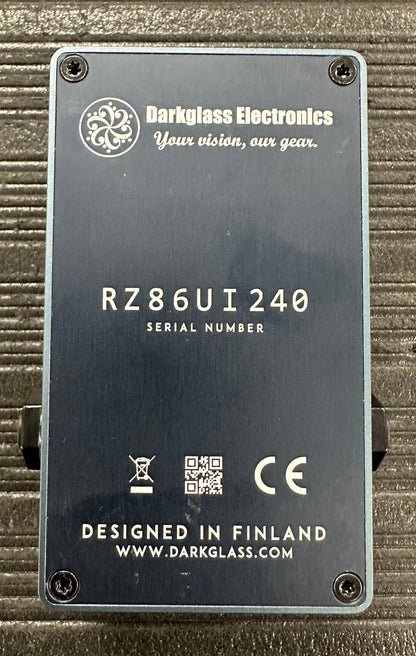 Darkglass Electronics
Your vision, our gear.
RZ86UI240
SERIAL NUMBER
CE
DESIGNED IN FINLAND
WWW.DARKGLASS.COM